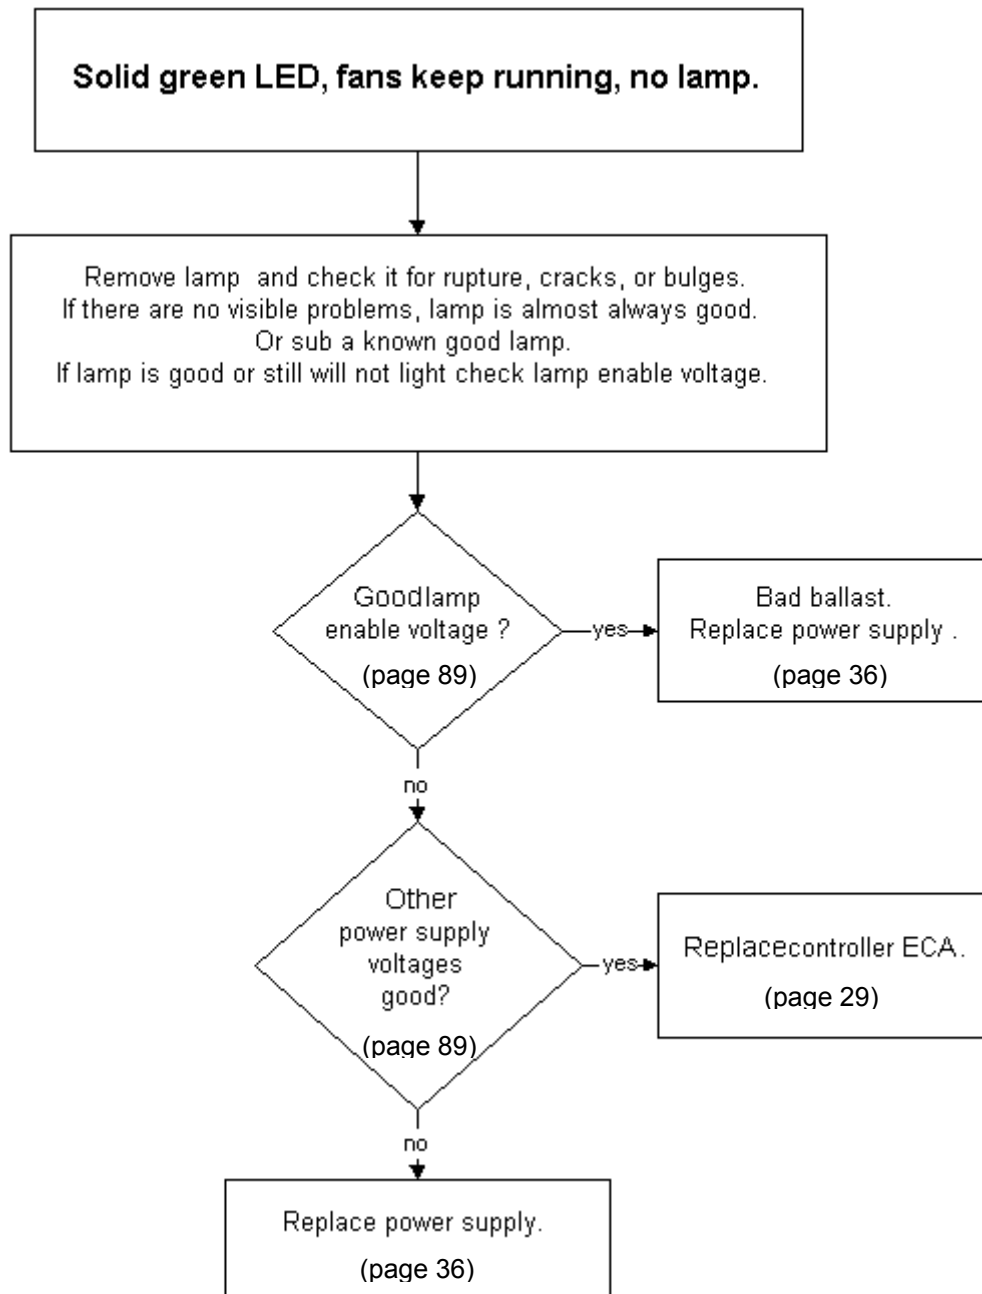 Solid green LED, fans keep running, no lamp.
Remove lamp and check it for rupture, cracks, or bulges.
If there are no visible problems, lamp is almost always good.
Or sub a known good lamp.
If lamp is good or still will not light check lamp enable voltage.
Goodlamp
enable voltage ?
(page 89)
yes
Bad ballast.
Replace power supply .
(page 36)
no
Other
power supply
voltages
good?
(page 89)
yes
Replacecontroller ECA.
(page 29)
no
Replace power supply.
(page 36)